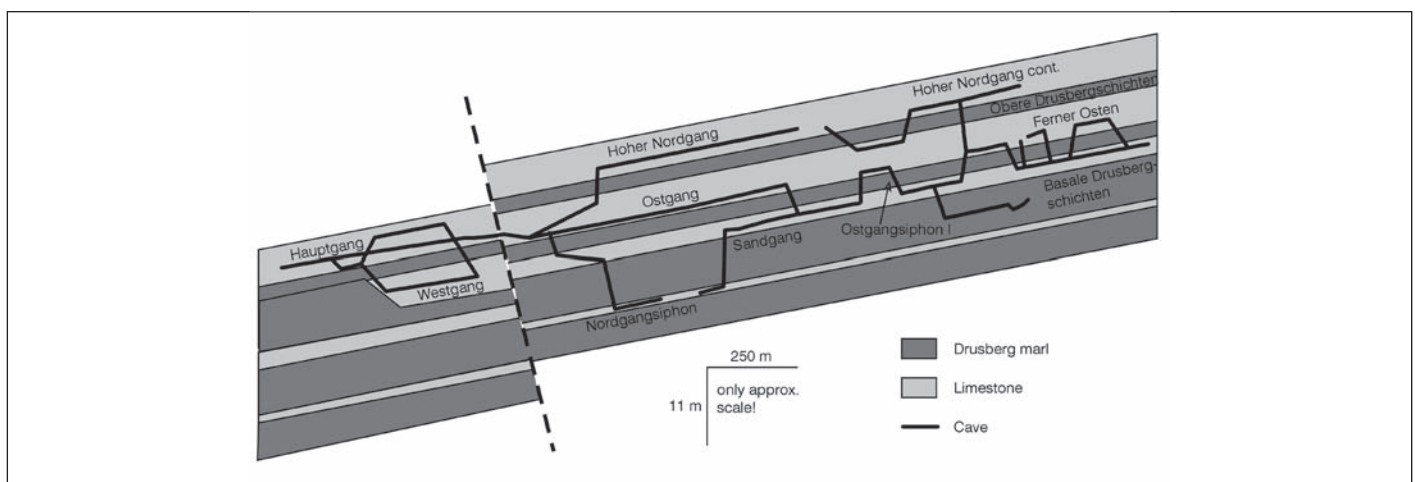 Hoher Nordgang cont.
Obere Drusbergschichten
Ferner Osten
Hoher Nordgang
Basale Drusberg-
schichten
Ostgang
Hauptgang
Ostgangsiphon I
Sandgang
Westgang
Nordgangsiphon
250 m
11 m
only approx.
scale!
Drusberg marl
Limestone
Cave